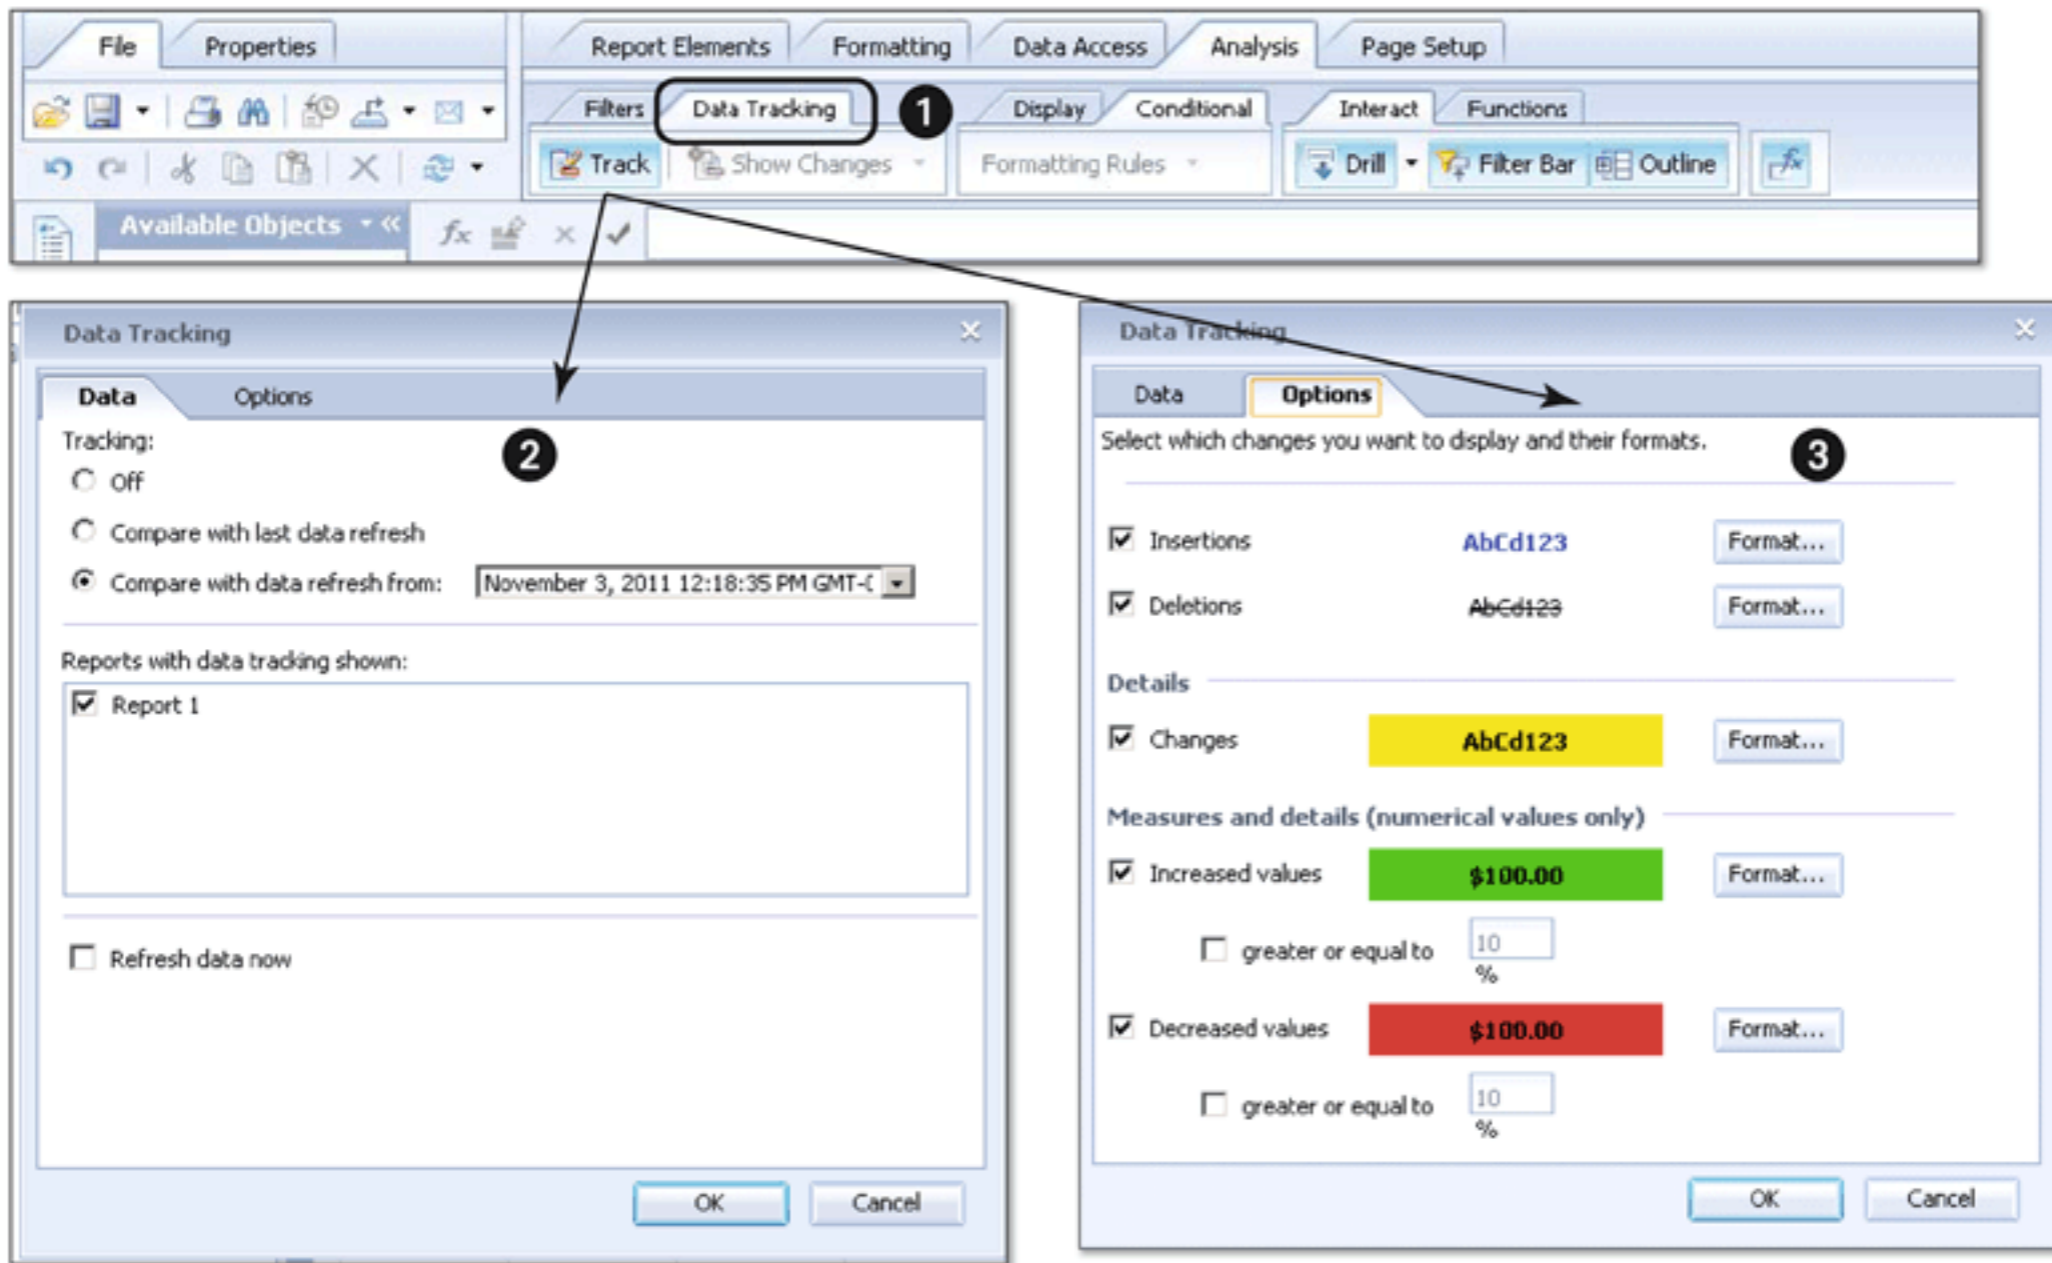 File Properties Report Elements Formatting Data Access Analysis Page Setup
Filters Data Tracking 1 Display Conditional Interact Functions
Track Show Changes Formatting Rules Drill Filter Bar Outline fx
Available Objects « fx
Data Tracking
Data Options
2
Tracking:
Off
Compare with last data refresh
Compare with data refresh from: November 3, 2011 12:18:35 PM GMT-
Reports with data tracking shown:
Report 1
Refresh data now
OK Cancel
Data Tracking
Data Options
Select which changes you want to display and their formats.
3
Insertions AbCd123 Format...
Deletions AbCd123 Format...
Details
Changes AbCd123 Format...
Measures and details (numerical values only)
Increased values $100.00 Format...
greater or equal to 10
%
Decreased values $100.00 Format...
greater or equal to 10
%
OK Cancel